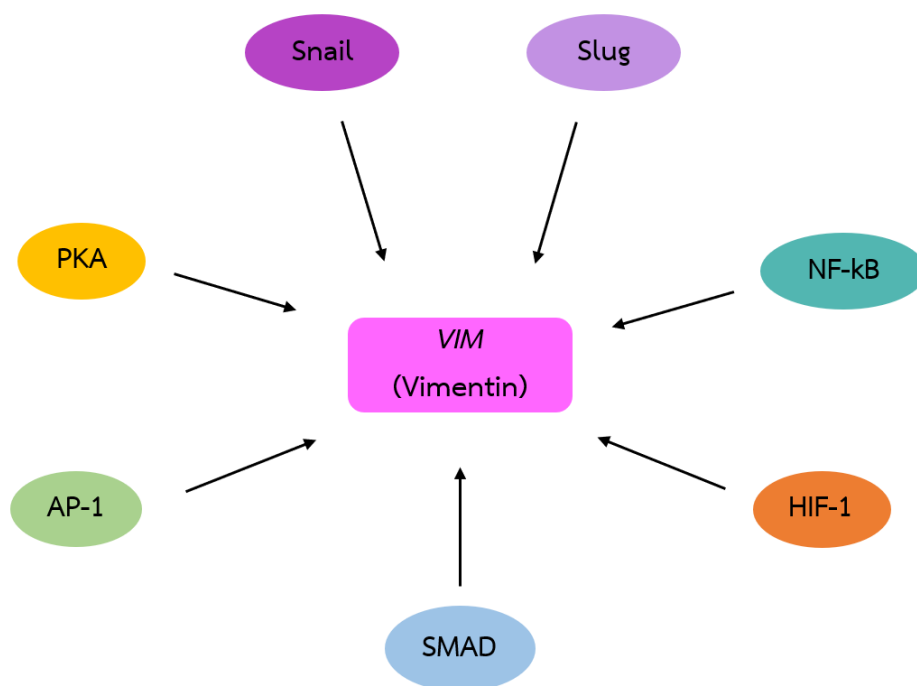 Snail
Slug
PKA
NF-kB
VIM
(Vimentin)
AP-1
HIF-1
SMAD